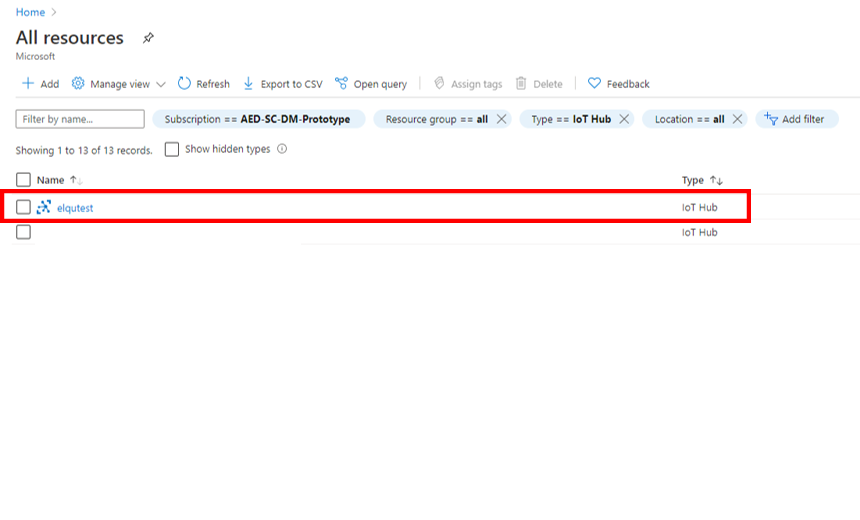 Home >
All resources
Microsoft
Add Manage view Refresh Export to CSV Open query Assign tags Delete Feedback
Filter by name... Subscription == AED-SC-DM-Prototype Resource group == all Type == IoT Hub Location == all Add filter
Showing 1 to 13 of 13 records. Show hidden types
Name ↑↓ Type ↑↓
elqutest IoT Hub
IoT Hub